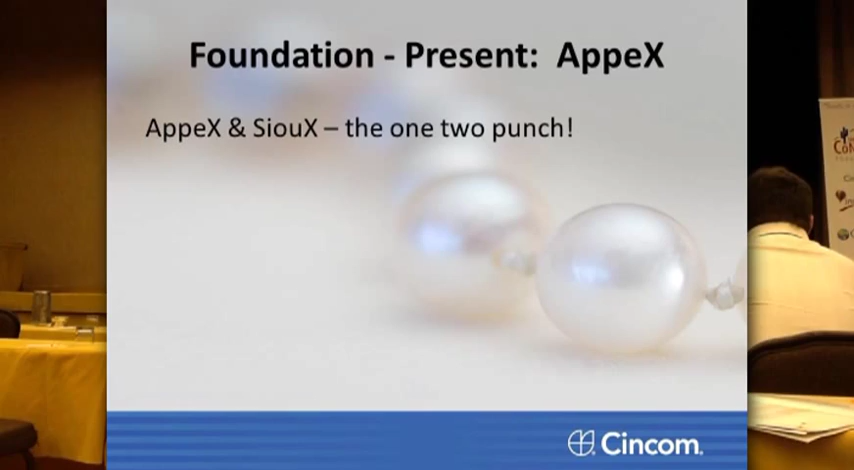 Foundation - Present: AppeX
AppeX & SiouX – the one two punch!
Cincom.